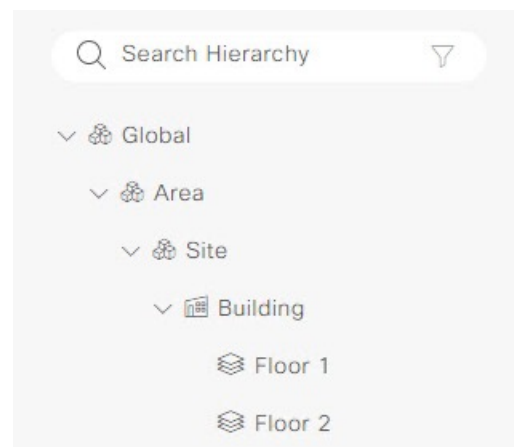 Search Hierarchy
Global
Area
Site
Building
Floor 1
Floor 2